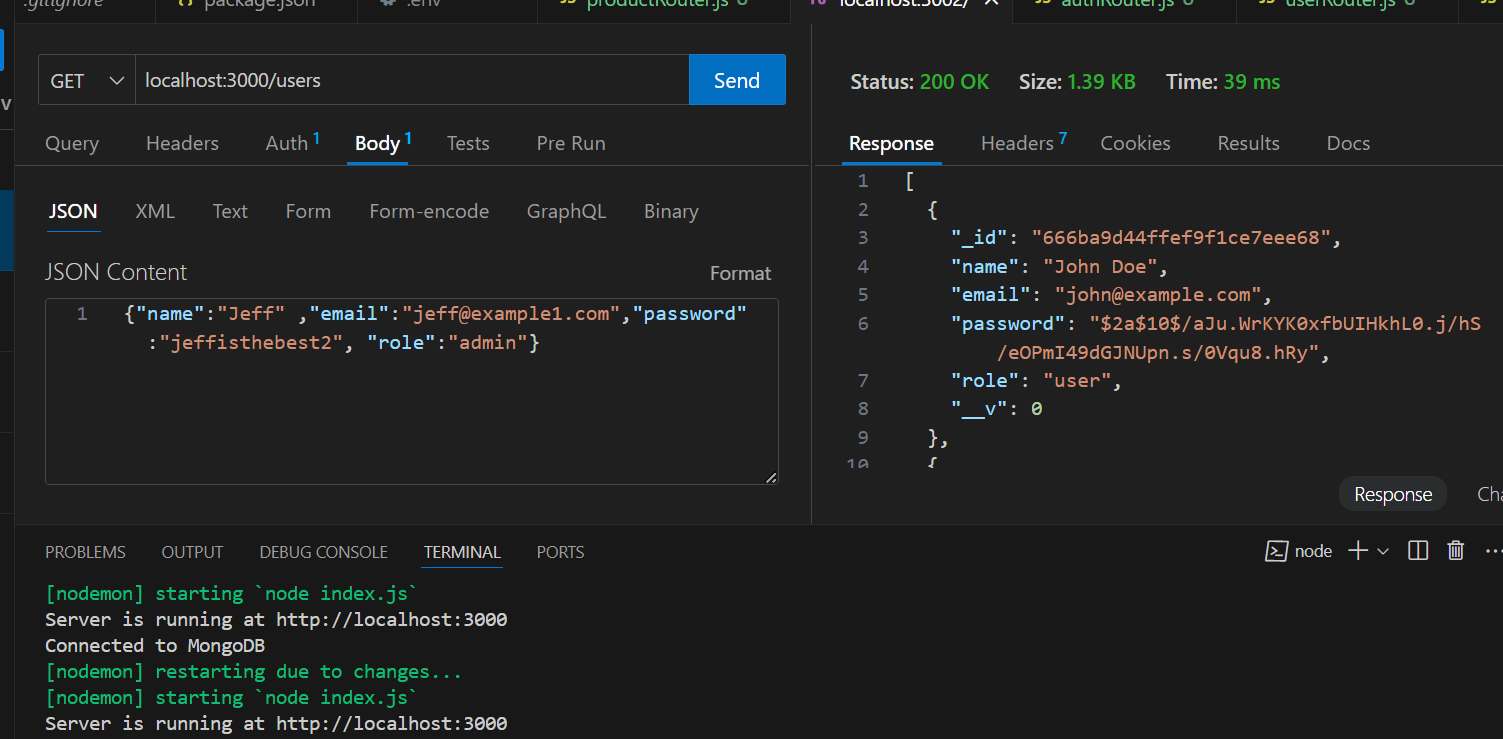 .gitignore {} package.json .env JS productRouter.js U localhost:3002/ × JS authRouter.js U JS userRouter.js U
GET localhost:3000/users Send
Status: 200 OK Size: 1.39 KB Time: 39 ms
Query Headers Auth 1 Body 1 Tests Pre Run
Response Headers 7 Cookies Results Docs
JSON XML Text Form Form-encode GraphQL Binary
JSON Content Format
1 {"name":"Jeff" ,"email":"jeff@example1.com","password"
:"jeffisthebest2", "role":"admin"}
1 [
2 {
3 "_id": "666ba9d44ffef9f1ce7eee68",
4 "name": "John Doe",
5 "email": "john@example.com",
6 "password": "$2a$10$/aJu.WrKYK0xfbUIHkhL0.j/hS
/eOPmI49dGJNUpn.s/0Vqu8.hRy",
7 "role": "user",
8 "__v": 0
9 },
10 {
Response
PROBLEMS OUTPUT DEBUG CONSOLE TERMINAL PORTS
node
[nodemon] starting `node index.js`
Server is running at http://localhost:3000
Connected to MongoDB
[nodemon] restarting due to changes...
[nodemon] starting `node index.js`
Server is running at http://localhost:3000